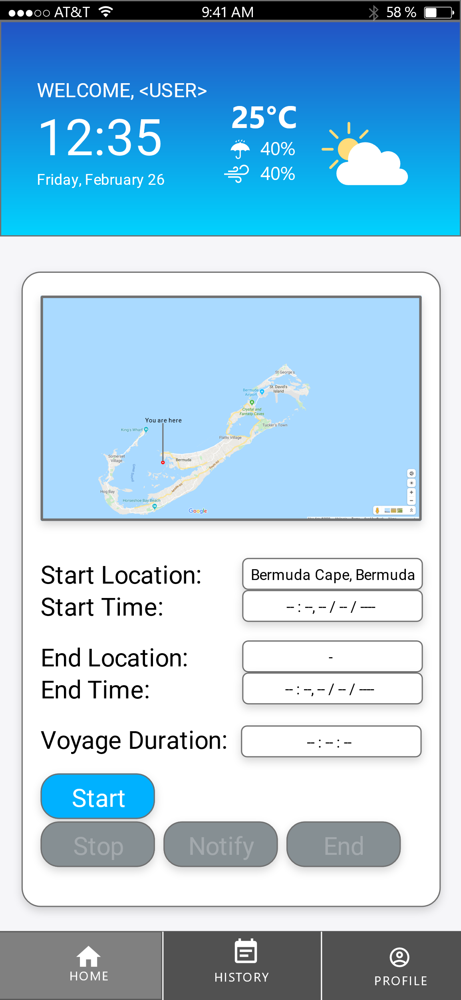 AT&T 9:41 AM 58 %
WELCOME, <USER>
12:35
25°C
40%
40%
Friday, February 26
St George's
St. David's
Island
Bermuda
Airport
Crystal and
Fantasy Caves
You are here
Tucker's Town
King's Wharf
Flatts Village
Somerset
Village
Bermuda
South Rd
Great Sound
Middle Rd
Hog Bay
Horseshoe Bay Beach
Google
Start Location: Bermuda Cape, Bermuda
Start Time: -- : --, -- / -- / ----
End Location: -
End Time: -- : --, -- / -- / ----
Voyage Duration: -- : -- : --
Start
Stop Notify End
HOME HISTORY PROFILE